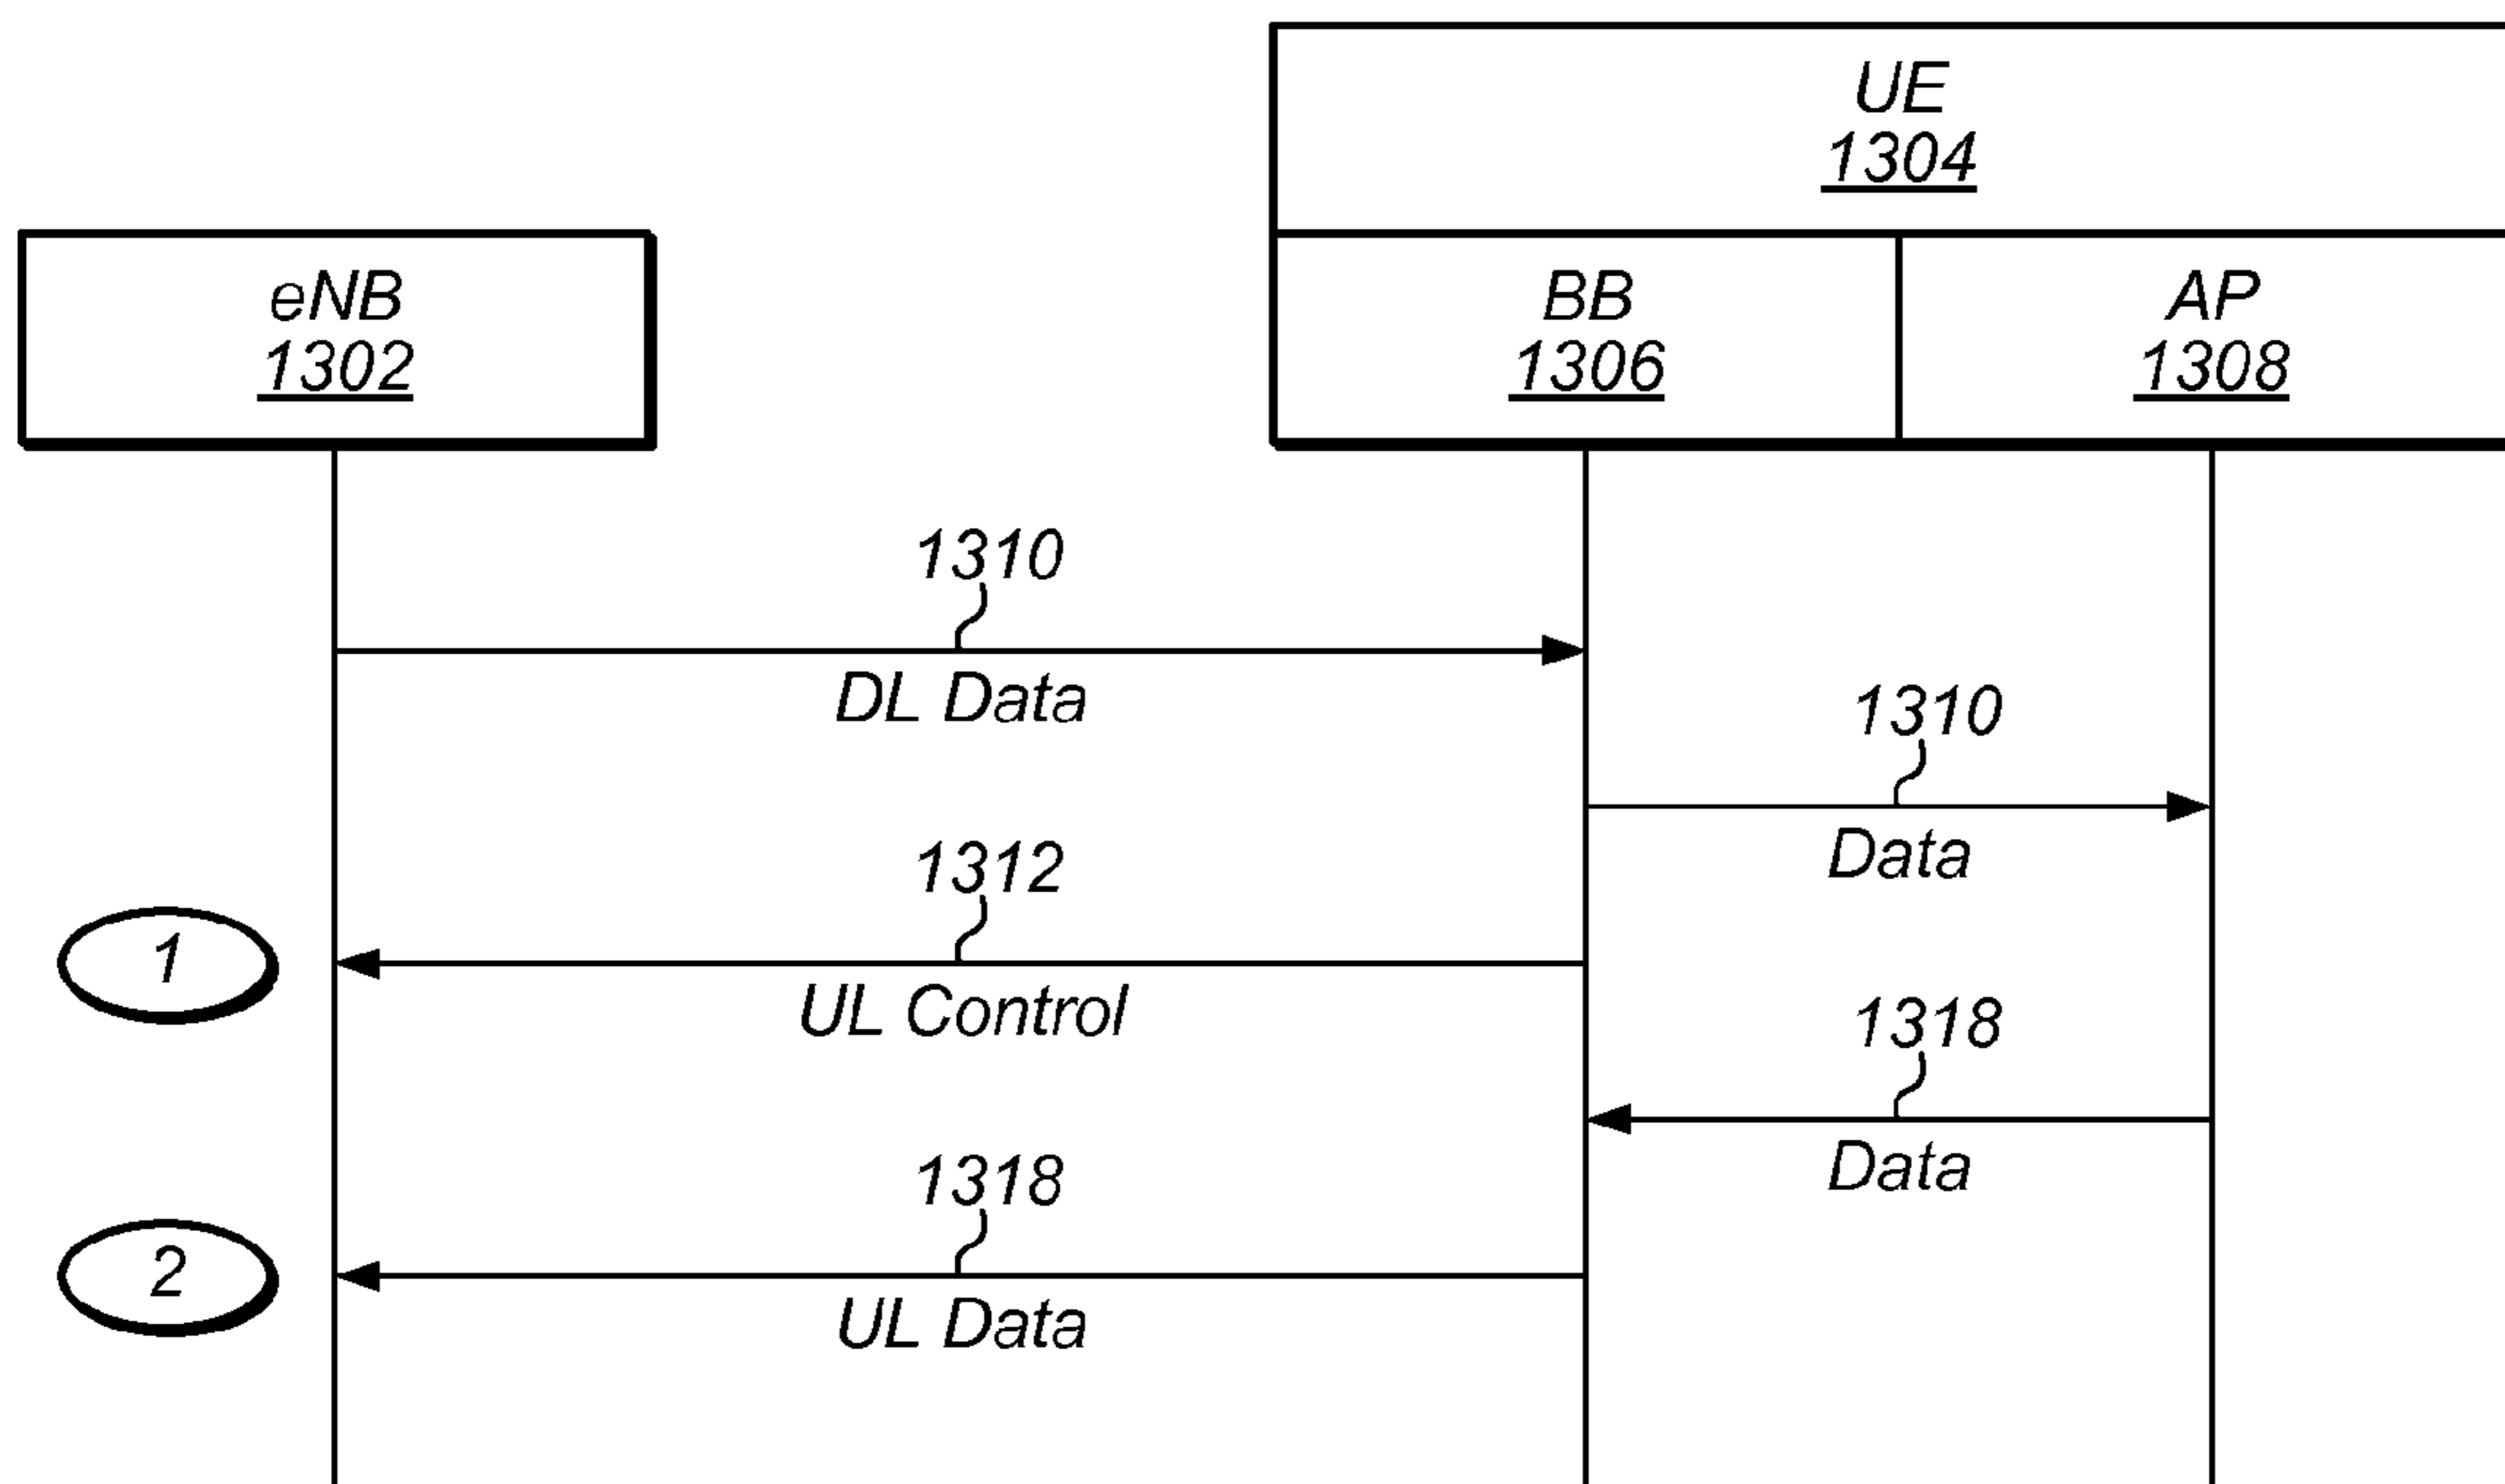 UE
1304
eNB
1302
BB
1306
AP
1308
1310
DL Data
1310
Data
1312
1
UL Control
1318
Data
1318
2
UL Data